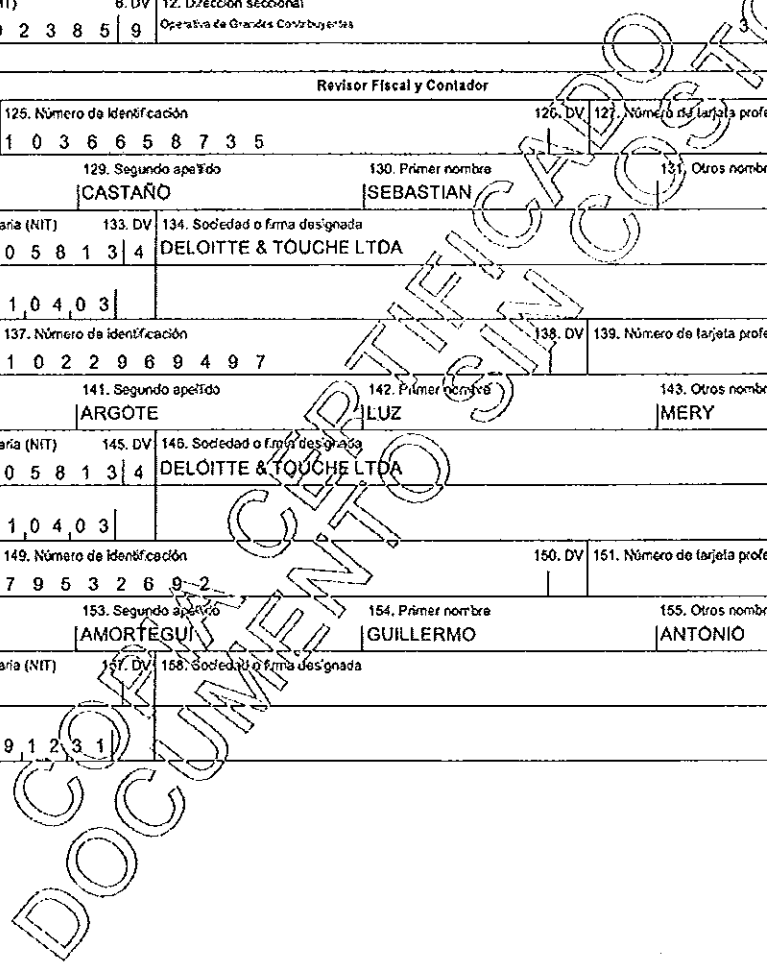 6. DV 12. Dirección seccional
2 3 8 5 9 Operativa de Grandes Contribuyentes 3
Revisor Fiscal y Contador
125. Número de Identificación 126. DV 127. Número de tarjeta profe
1 0 3 6 6 5 8 7 3 5
129. Segundo apellido 130. Primer nombre 131. Otros nombr
CASTAÑO SEBASTIAN
aria (NIT) 133. DV 134. Sociedad o firma designada
0 5 8 1 3 4 DELOITTE & TOUCHE LTDA
1 0 4 0 3
137. Número de identificación 138. DV 139. Número de tarjeta profe
1 0 2 2 9 6 9 4 9 7
141. Segundo apellido 142. Primer nombre 143. Otros nombr
ARGOTE LUZ MERY
aria (NIT) 145. DV 146. Sociedad o firma designada
0 5 8 1 3 4 DELOITTE & TOUCHE LTDA
1 0 4 0 3
149. Número de identificación 150. DV 151. Número de tarjeta profe
7 9 5 3 2 6 9 2
153. Segundo apellido 154. Primer nombre 155. Otros nombr
AMORTEGUI GUILLERMO ANTONIO
aria (NIT) 157. DV 158. Sociedad o firma designada
9 1 2 3 1
COPIA CERTIFICADO
DOCUMENTO SIN COSTO